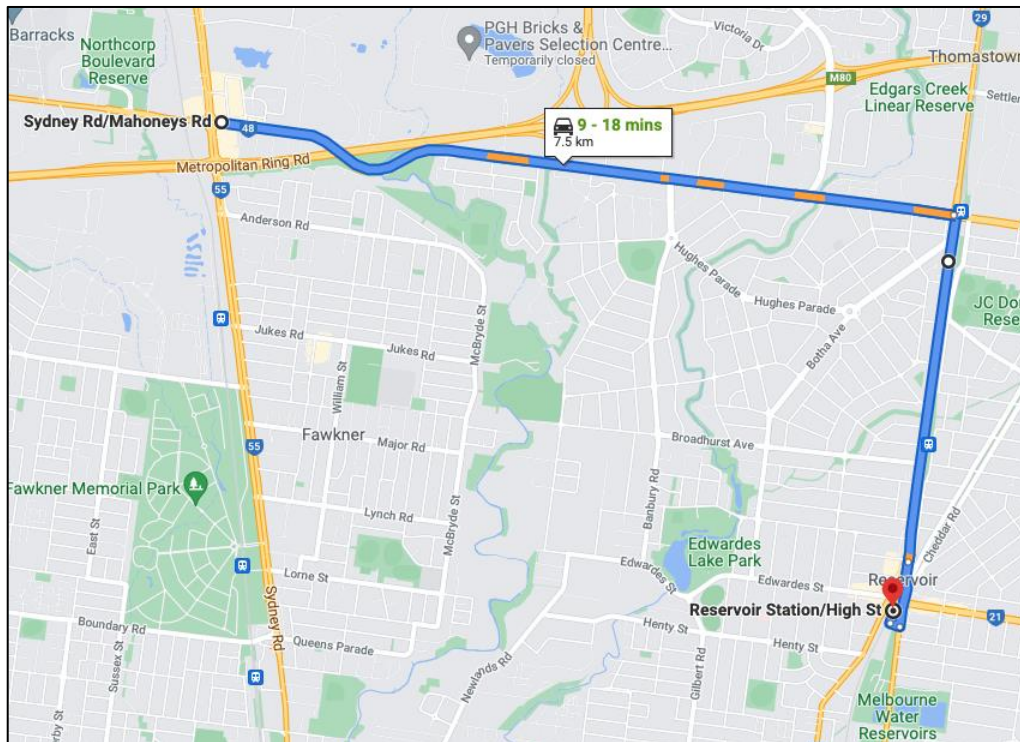 Barracks
Northcorp
Boulevard
Reserve
PGH Bricks &
Pavers Selection Centre...
Temporarily closed
Victoria Dr
29
Thomastown
M80
Edgars Creek
Linear Reserve
Settler
Sydney Rd/Mahoneys Rd
48
9 - 18 mins
7.5 km
Metropolitan Ring Rd
55
Anderson Rd
Hughes Parade
Hughes Parade
JC Don
Rese
Jukes Rd
Jukes Rd
McBryde St
Botha Ave
William St
Fawkner
Major Rd
Broadhurst Ave
55
Fawkner Memorial Park
Lynch Rd
McBryde St
Banbury Rd
Cheddar Rd
East St
Edwardes
Lake Park
Lorne St
Edwardes St
Edwardes St
Reservoir
Reservoir Station/High St
21
Sydney Rd
Boundary Rd
Queens Parade
Henty St
Henty St
Sussex St
Newlands Rd
Gilbert Rd
Melbourne
Water
Reservoirs
rby St